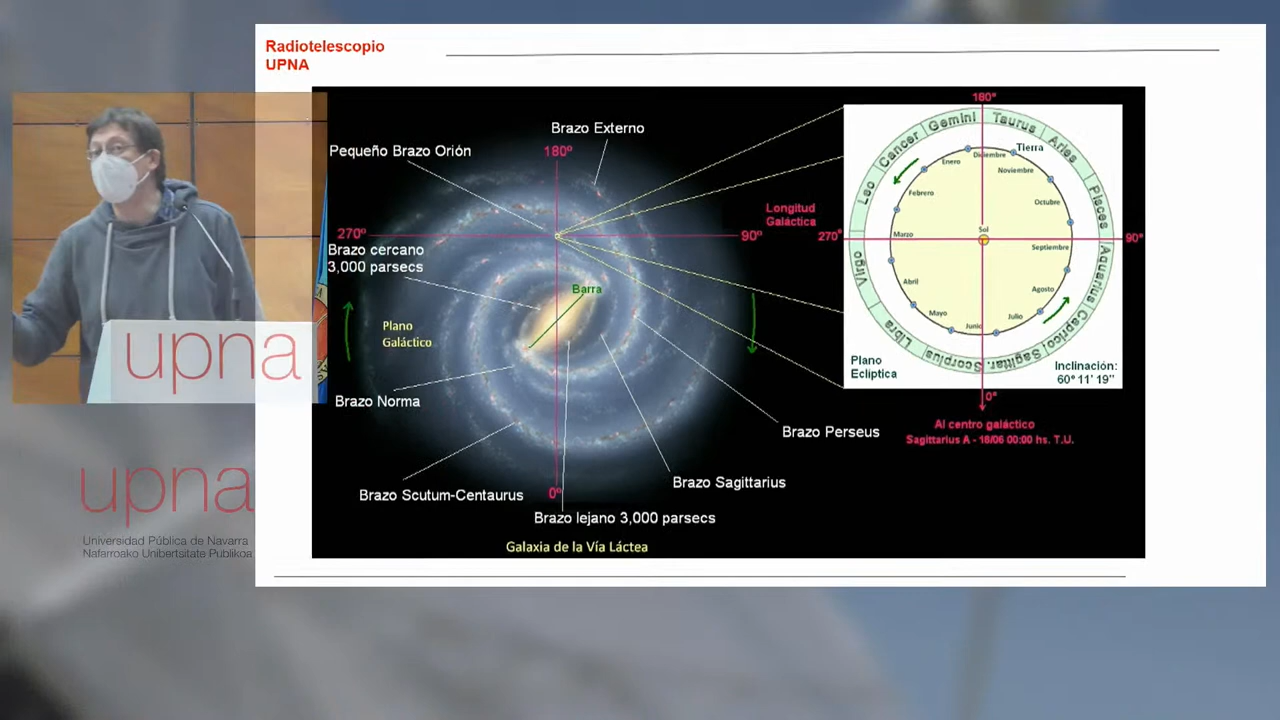 Radiotelescopio
UPNA
Brazo Externo
Pequeño Brazo Orión
180º
270º
90º
Longitud
Galáctica
Brazo cercano
3,000 parsecs
Barra
Plano
Galáctico
Brazo Norma
Brazo Perseus
Brazo Sagittarius
Brazo Scutum-Centaurus
0º
Brazo lejano 3,000 parsecs
Galaxia de la Vía Láctea
180º
Gemini
Taurus
Cancer
Aries
Leo
Places
Virgo
Aquarius
Libra
Scorpius
Sagittar.
Capricol
Tierra
Diciembre
Enero
Noviembre
Febrero
Octubre
Sol
Marzo
270º
90º
Septiembre
Abril
Agosto
Mayo
Julio
Junio
Plano
Eclíptica
Inclinación:
60º 11' 19''
0º
Al centro galáctico
Sagittarius A - 18/06 00:00 hs. T.U.
upna
upna
Universidad Pública de Navarra
Nafarroako Unibertsitate Publikoa